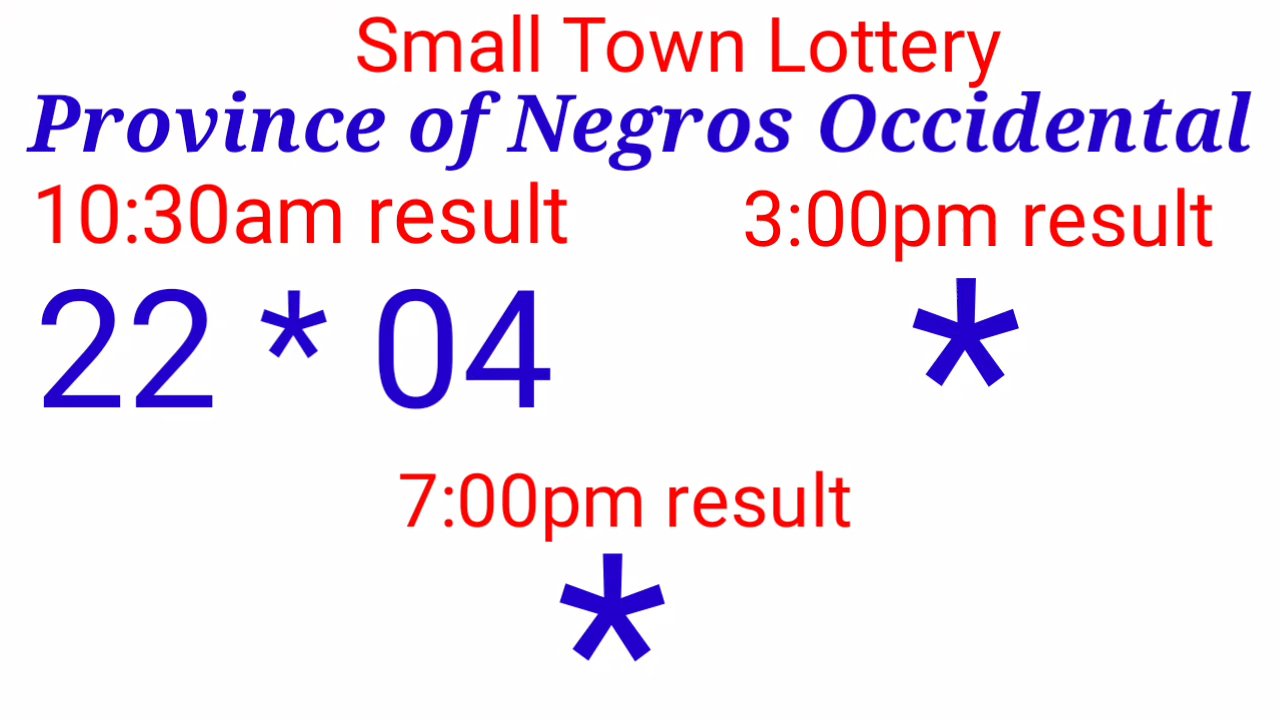 Small Town Lottery
Province of Negros Occidental
10:30am result
3:00pm result
22 * 04
*
7:00pm result
*